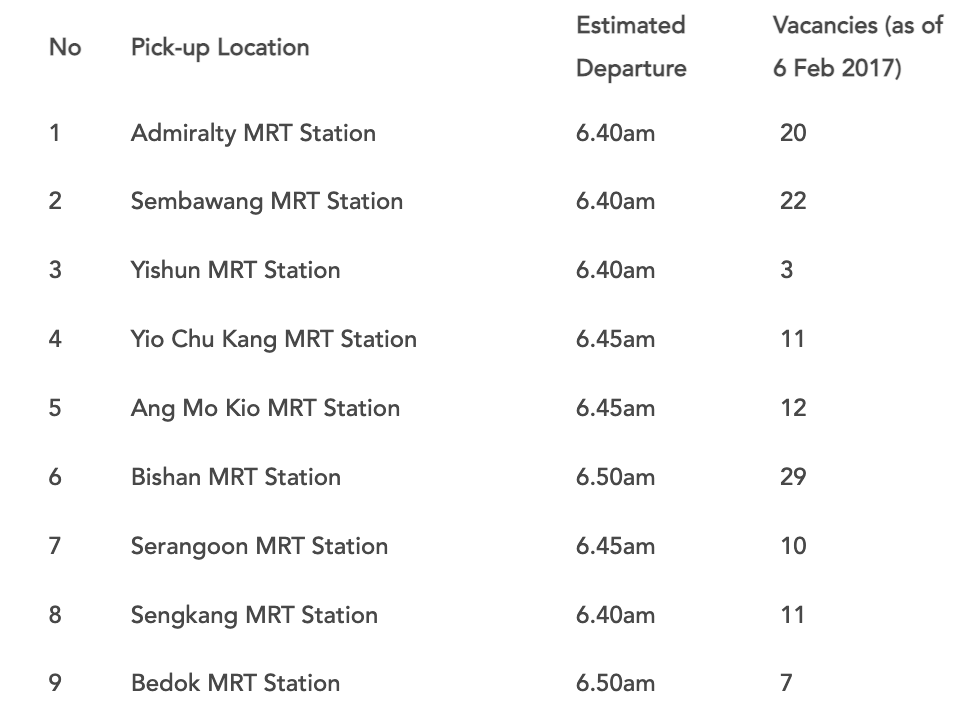 No Pick-up Location Estimated Departure Vacancies (as of 6 Feb 2017)
1 Admiralty MRT Station 6.40am 20
2 Sembawang MRT Station 6.40am 22
3 Yishun MRT Station 6.40am 3
4 Yio Chu Kang MRT Station 6.45am 11
5 Ang Mo Kio MRT Station 6.45am 12
6 Bishan MRT Station 6.50am 29
7 Serangoon MRT Station 6.45am 10
8 Sengkang MRT Station 6.40am 11
9 Bedok MRT Station 6.50am 7